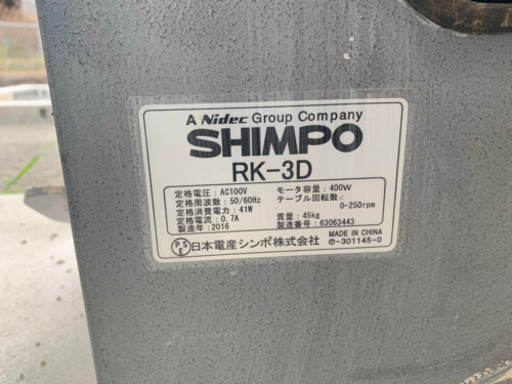 A Nidec Group Company
SHIMPO
RK-3D
定格電圧：AC100V
定格周波数：50/60Hz
定格消費電力：41W
定格電流：0.7A
製造年：2016
モータ容量：400W
テーブル回転数：
0-250rpm
質量：45kg
製造番号：63063443
PSE 日本電産シンポ株式会社
MADE IN CHINA
Ⓟ-301145-0